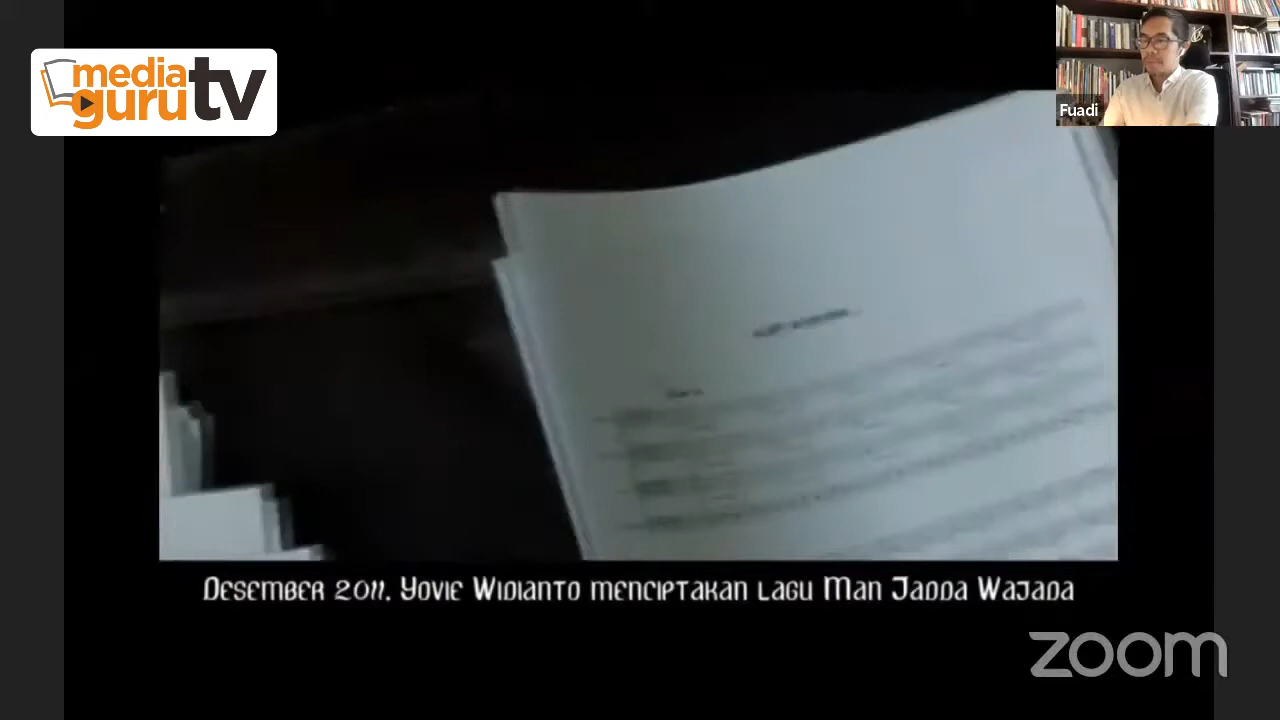 media
guru tv
Fuadi
Desember 2011, Yovie Widianto menciptakan lagu Man Jadda Wajada
zoom